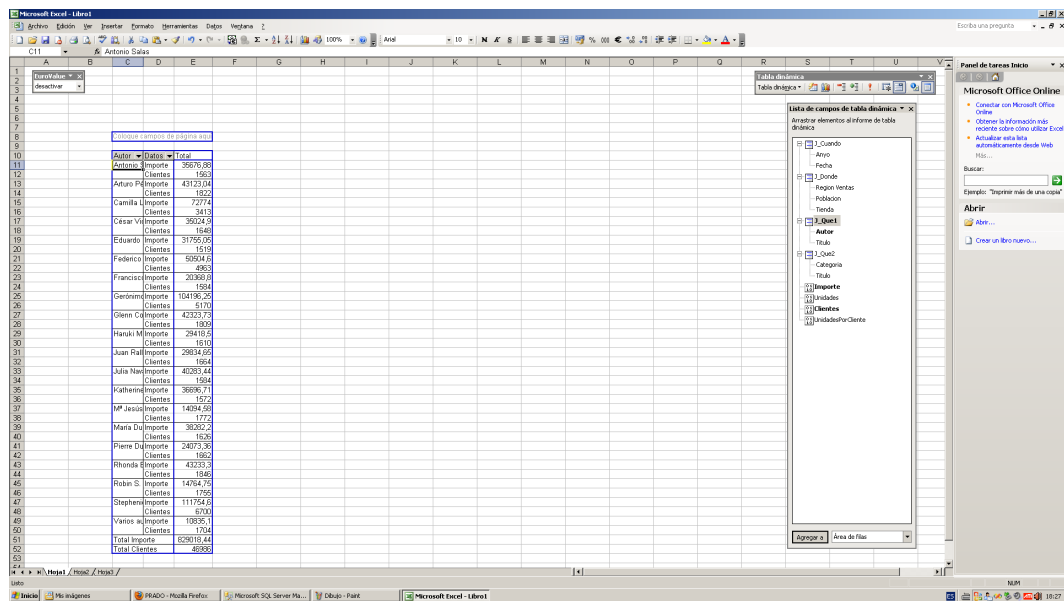 Microsoft Excel - Libro1
Archivo Edición Ver Insertar Formato Herramientas Datos Ventana ?
Escriba una pregunta
100%
Arial
10
N K S
C11
fx Antonio Salas
A B C D E F G H I J K L M N O P Q R S T U V
EuroValue
desactivar
Tabla dinámica
Tabla dinámica
Coloque campos de página aquí
Autor Datos Total
Antonio S Importe 35676,88
Clientes 1563
Arturo Pé Importe 43123,04
Clientes 1822
Camilla L Importe 72774
Clientes 3413
César Vi Importe 35024,9
Clientes 1648
Eduardo Importe 31755,05
Clientes 1519
Federico Importe 50504,6
Clientes 4963
Francisco Importe 20368,8
Clientes 1584
Gerónimo Importe 104196,25
Clientes 5170
Glenn Co Importe 42323,73
Clientes 1809
Haruki M Importe 29418,5
Clientes 1610
Juan Rall Importe 29834,65
Clientes 1664
Julia Nav Importe 40283,44
Clientes 1584
Katherine Importe 36696,71
Clientes 1572
Mª Jesús Importe 14094,58
Clientes 1772
María Du Importe 38282,2
Clientes 1626
Pierre Du Importe 24073,36
Clientes 1662
Rhonda B Importe 43233,3
Clientes 1846
Robin S. Importe 14764,75
Clientes 1755
Stepheni Importe 111754,6
Clientes 6700
Varios au Importe 10835,1
Clientes 1704
Total Importe 829018,44
Total Clientes 46986
Lista de campos de tabla dinámica
Arrastrar elementos al informe de tabla
dinámica
J_Cuando
Anyo
Fecha
J_Donde
Region Ventas
Poblacion
Tienda
J_Que1
Autor
Titulo
J_Que2
Categoria
Titulo
Importe
Unidades
Clientes
UnidadesPorCliente
Agregar a
Área de filas
Panel de tareas Inicio
Microsoft Office Online
Conectar con Microsoft Office
Online
Obtener la información más
reciente sobre cómo utilizar Excel
Actualizar esta lista
automáticamente desde Web
Más...
Buscar:
Ejemplo: "Imprimir más de una copia"
Abrir
Abrir...
Crear un libro nuevo...
Hoja1 / Hoja2 / Hoja3
Listo
NUM
Inicio
Mis imágenes
PRADO - Mozilla Firefox
Microsoft SQL Server Ma...
Dibujo - Paint
Microsoft Excel - Libro1
ES
18:27